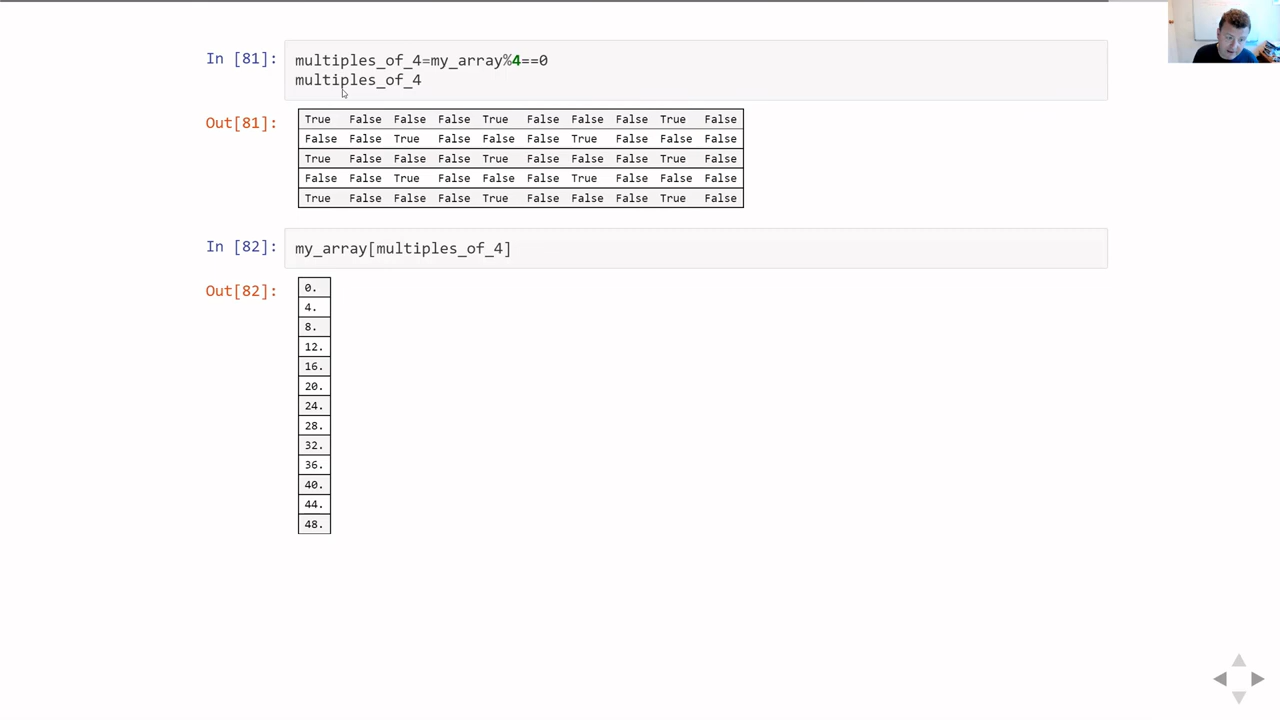 In [81]: multiples_of_4=my_array%4==0
multiples_of_4
Out[81]: True False False False True False False False True False
False False True False False False True False False False
True False False False True False False False True False
False False True False False False True False False False
True False False False True False False False True False
In [82]: my_array[multiples_of_4]
Out[82]: 0.
4.
8.
12.
16.
20.
24.
28.
32.
36.
40.
44.
48.